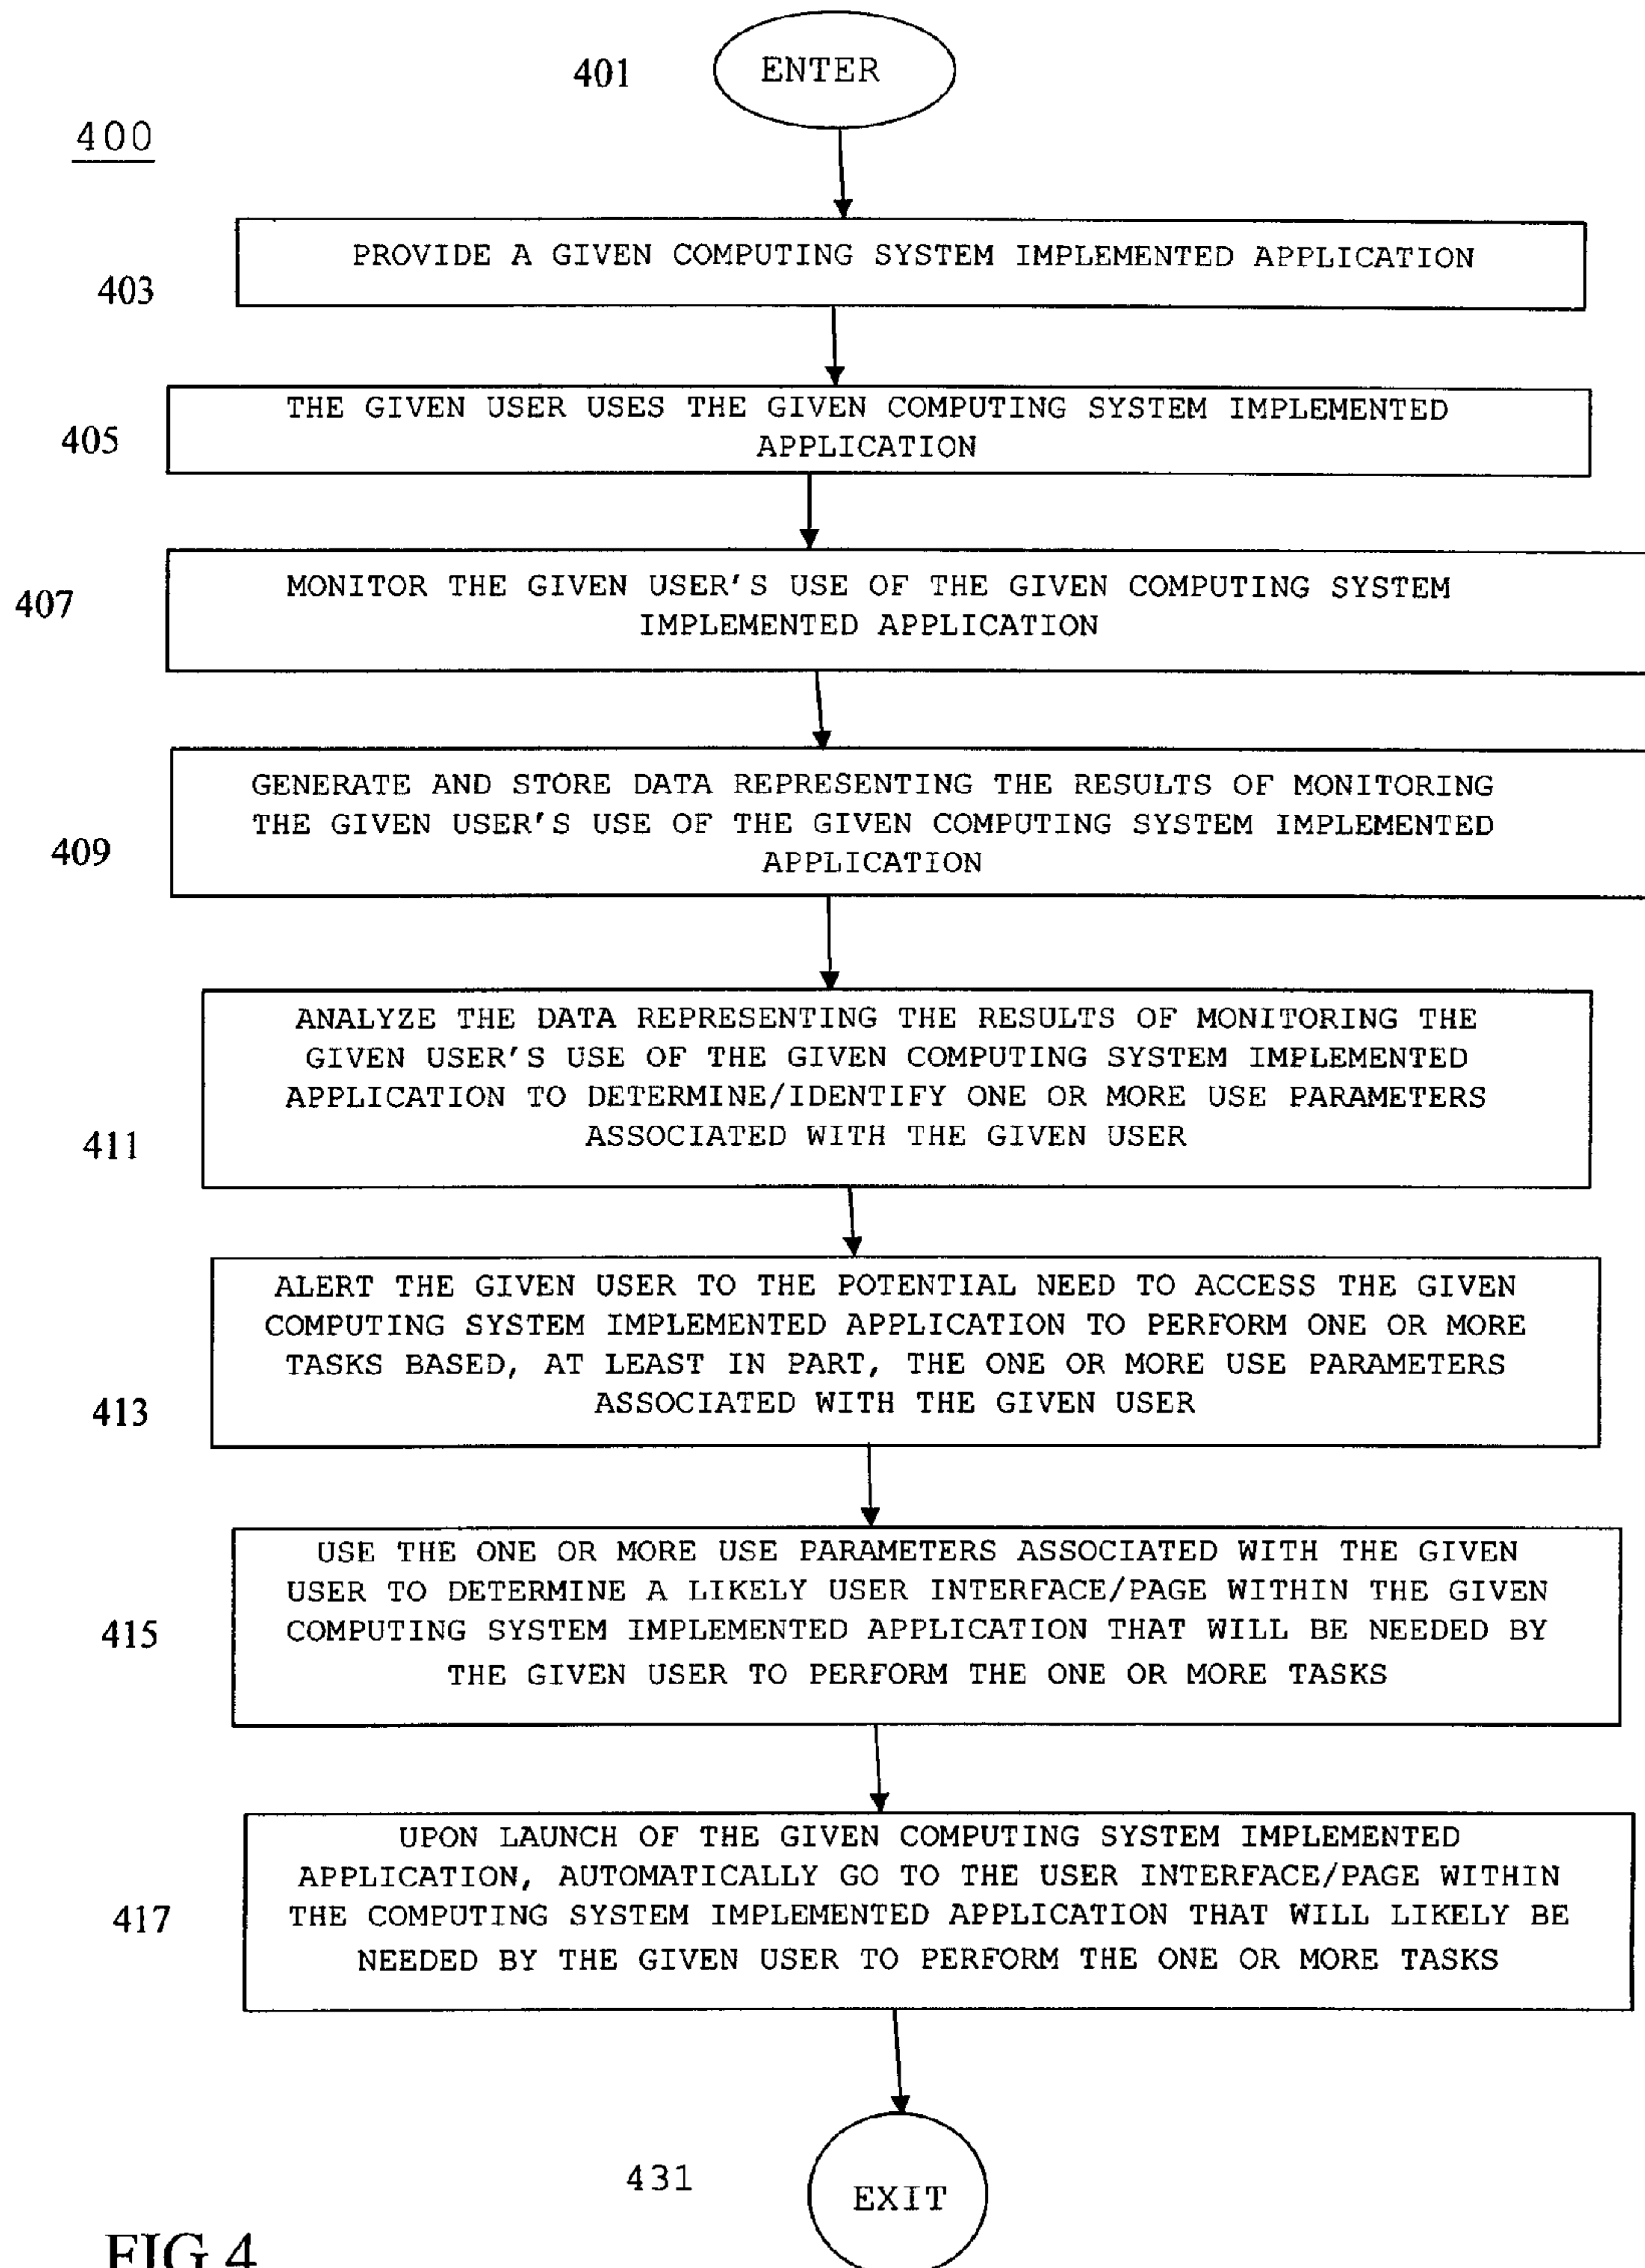 401 ENTER
400
PROVIDE A GIVEN COMPUTING SYSTEM IMPLEMENTED APPLICATION
403
THE GIVEN USER USES THE GIVEN COMPUTING SYSTEM IMPLEMENTED
405
APPLICATION
407
MONITOR THE GIVEN USER'S USE OF THE GIVEN COMPUTING SYSTEM
IMPLEMENTED APPLICATION
GENERATE AND STORE DATA REPRESENTING THE RESULTS OF MONITORING
THE GIVEN USER'S USE OF THE GIVEN COMPUTING SYSTEM IMPLEMENTED
409
APPLICATION
ANALYZE THE DATA REPRESENTING THE RESULTS OF MONITORING THE
GIVEN USER'S USE OF THE GIVEN COMPUTING SYSTEM IMPLEMENTED
APPLICATION TO DETERMINE/IDENTIFY ONE OR MORE USE PARAMETERS
ASSOCIATED WITH THE GIVEN USER
411
ALERT THE GIVEN USER TO THE POTENTIAL NEED TO ACCESS THE GIVEN
COMPUTING SYSTEM IMPLEMENTED APPLICATION TO PERFORM ONE OR MORE
TASKS BASED, AT LEAST IN PART, THE ONE OR MORE USE PARAMETERS
ASSOCIATED WITH THE GIVEN USER
413
USE THE ONE OR MORE USE PARAMETERS ASSOCIATED WITH THE GIVEN
USER TO DETERMINE A LIKELY USER INTERFACE/PAGE WITHIN THE GIVEN
COMPUTING SYSTEM IMPLEMENTED APPLICATION THAT WILL BE NEEDED BY
415
THE GIVEN USER TO PERFORM THE ONE OR MORE TASKS
UPON LAUNCH OF THE GIVEN COMPUTING SYSTEM IMPLEMENTED
APPLICATION, AUTOMATICALLY GO TO THE USER INTERFACE/PAGE WITHIN
THE COMPUTING SYSTEM IMPLEMENTED APPLICATION THAT WILL LIKELY BE
417
NEEDED BY THE GIVEN USER TO PERFORM THE ONE OR MORE TASKS
431
EXIT
FIG.4